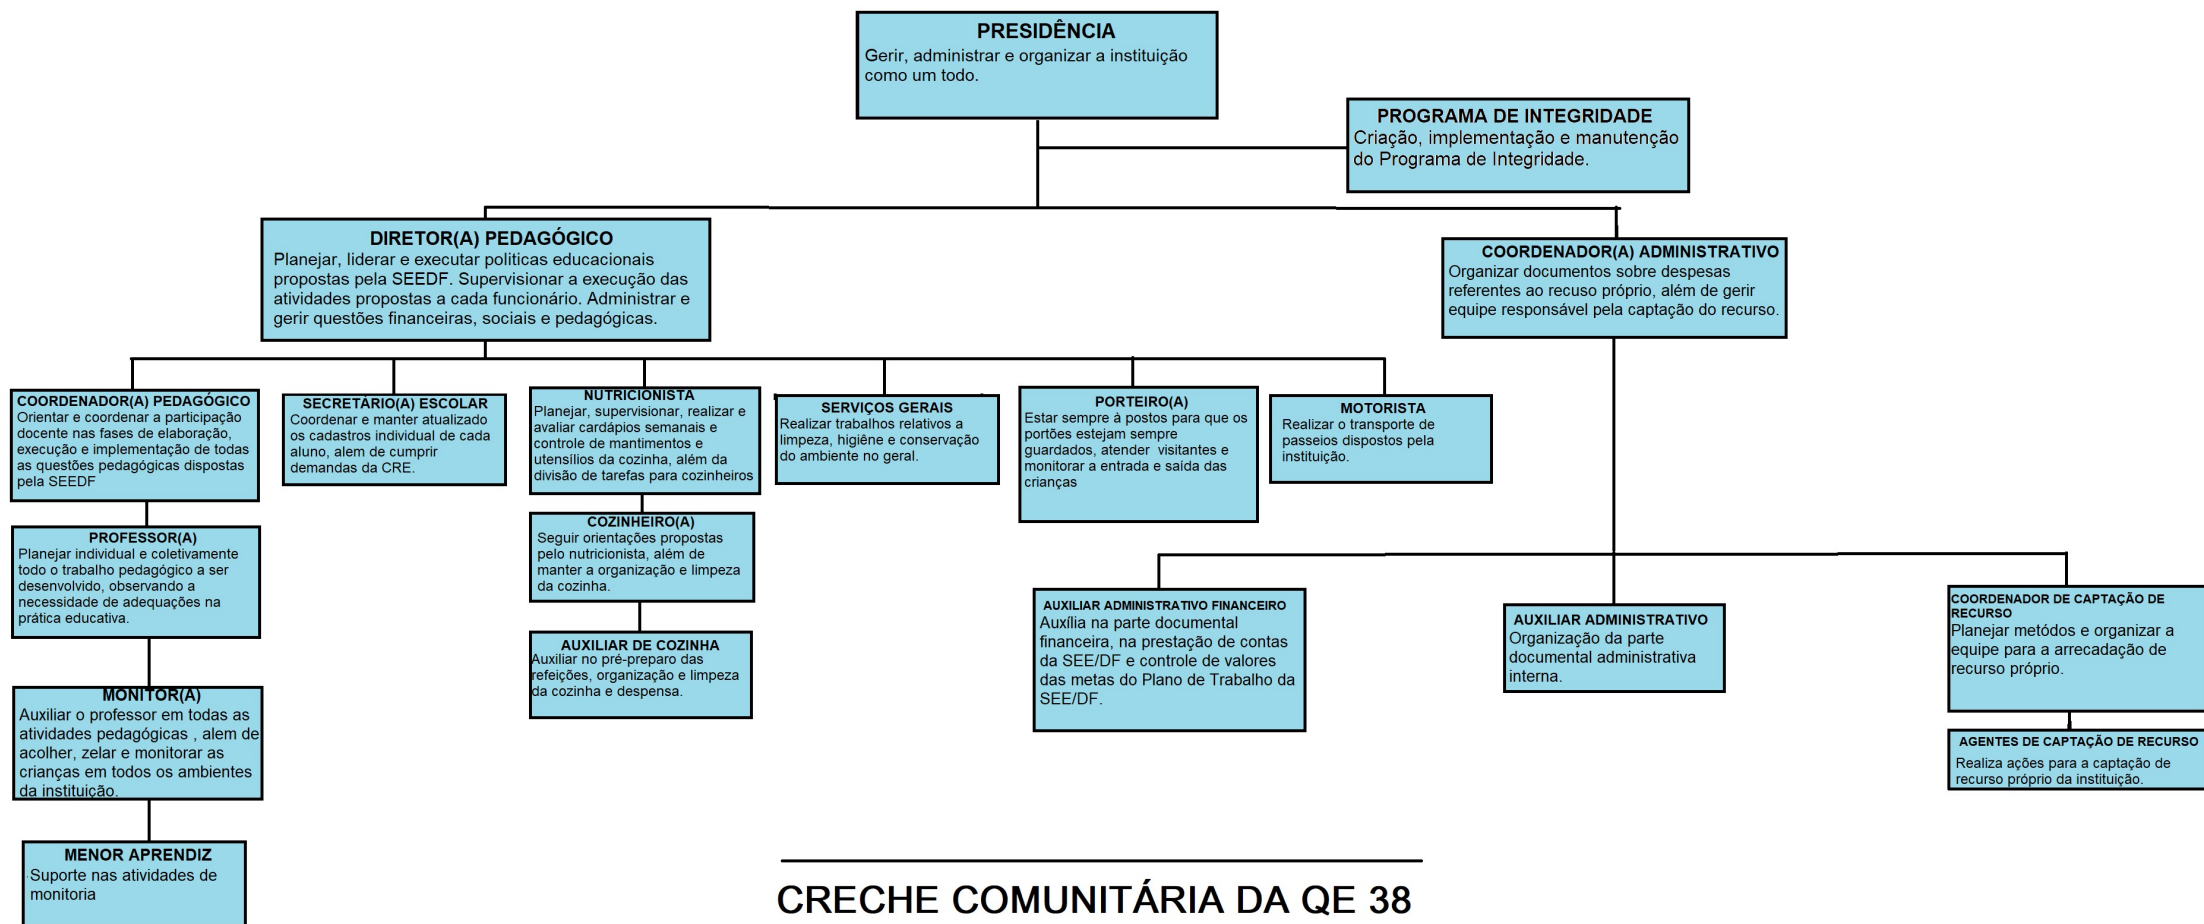 PRESIDÊNCIA
Gerir, administrar e organizar a instituição
como um todo.
PROGRAMA DE INTEGRIDADE
Criação, implementação e manutenção
do Programa de Integridade.
DIRETOR(A) PEDAGÓGICO
Planejar, liderar e executar politicas educacionais
propostas pela SEEDF. Supervisionar a execução das
atividades propostas a cada funcionário. Administrar e
gerir questões financeiras, sociais e pedagógicas.
COORDENADOR(A) ADMINISTRATIVO
Organizar documentos sobre despesas
referentes ao recuso próprio, além de gerir
equipe responsável pela captação do recurso.
COORDENADOR(A) PEDAGÓGICO
Orientar e coordenar a participação
docente nas fases de elaboração,
execução e implementação de todas
as questões pedagógicas dispostas
pela SEEDF
SECRETÁRIO(A) ESCOLAR
Coordenar e manter atualizado
os cadastros individual de cada
aluno, alem de cumprir
demandas da CRE.
NUTRICIONISTA
Planejar, supervisionar, realizar e
avaliar cardápios semanais e
controle de mantimentos e
utensílios da cozinha, além da
divisão de tarefas para cozinheiros
SERVIÇOS GERAIS
Realizar trabalhos relativos a
limpeza, higiêne e conservação
do ambiente no geral.
PORTEIRO(A)
Estar sempre à postos para que os
portões estejam sempre
guardados, atender visitantes e
monitorar a entrada e saída das
crianças
MOTORISTA
Realizar o transporte de
passeios dispostos pela
instituição.
PROFESSOR(A)
Planejar individual e coletivamente
todo o trabalho pedagógico a ser
desenvolvido, observando a
necessidade de adequações na
prática educativa.
COZINHEIRO(A)
Seguir orientações propostas
pelo nutricionista, além de
manter a organização e limpeza
da cozinha.
AUXILIAR DE COZINHA
Auxiliar no pré-preparo das
refeições, organização e limpeza
da cozinha e despensa.
AUXILIAR ADMINISTRATIVO FINANCEIRO
Auxília na parte documental
financeira, na prestação de contas
da SEE/DF e controle de valores
das metas do Plano de Trabalho da
SEE/DF.
AUXILIAR ADMINISTRATIVO
Organização da parte
documental administrativa
interna.
COORDENADOR DE CAPTAÇÃO DE
RECURSO
Planejar metódos e organizar a
equipe para a arrecadação de
recurso próprio.
AGENTES DE CAPTAÇÃO DE RECURSO
Realiza ações para a captação de
recurso próprio da instituição.
MONITOR(A)
Auxiliar o professor em todas as
atividades pedagógicas , alem de
acolher, zelar e monitorar as
crianças em todos os ambientes
da instituição.
MENOR APRENDIZ
Suporte nas atividades de
monitoria
CRECHE COMUNITÁRIA DA QE 38